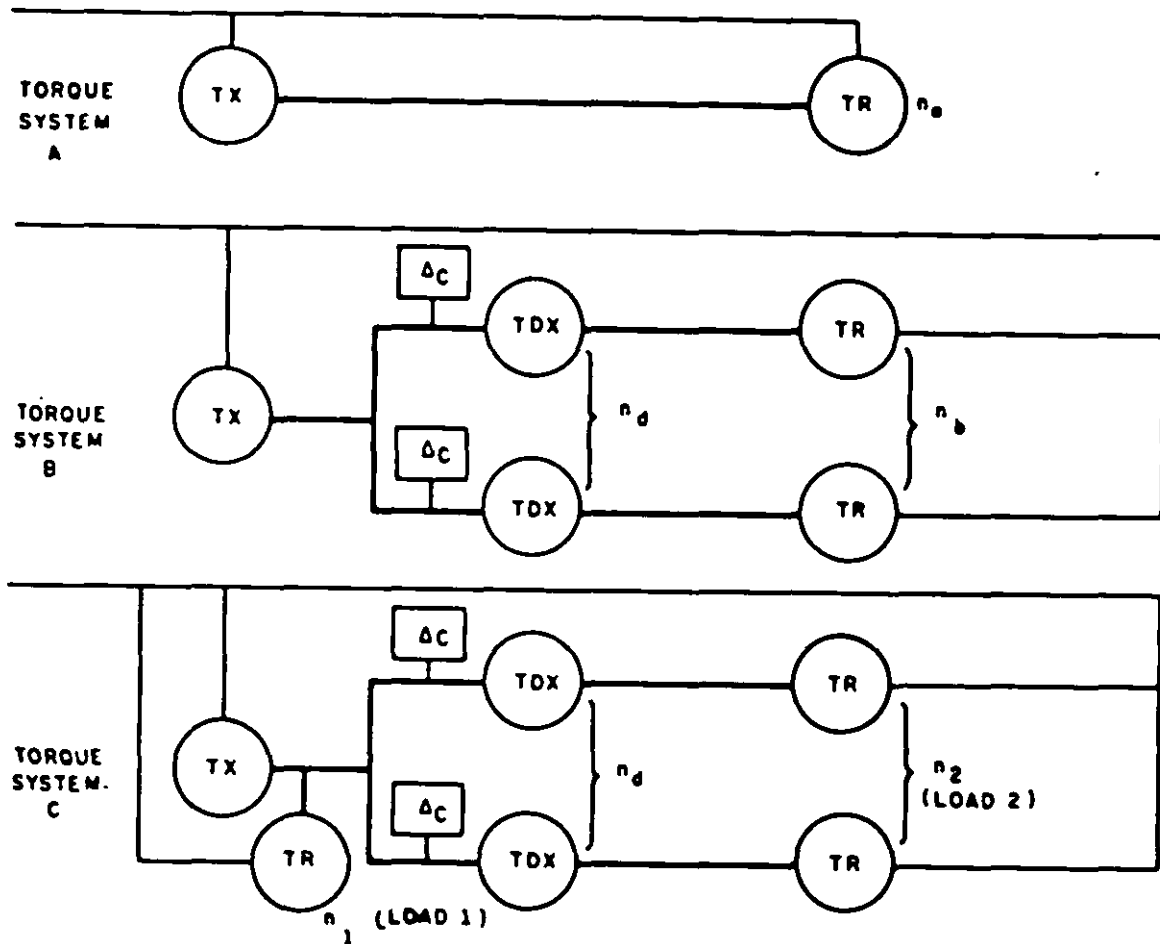 TX
TR
TORQUE
SYSTEM
A
n_a
ΔC
TDX
TR
TX
n_d
n_b
TORQUE
SYSTEM
B
ΔC
TDX
TR
ΔC
TDX
TR
TORQUE
SYSTEM.
C
TX
n_d
n_2
(LOAD 2)
ΔC
TR
TDX
TR
n_1 (LOAD 1)